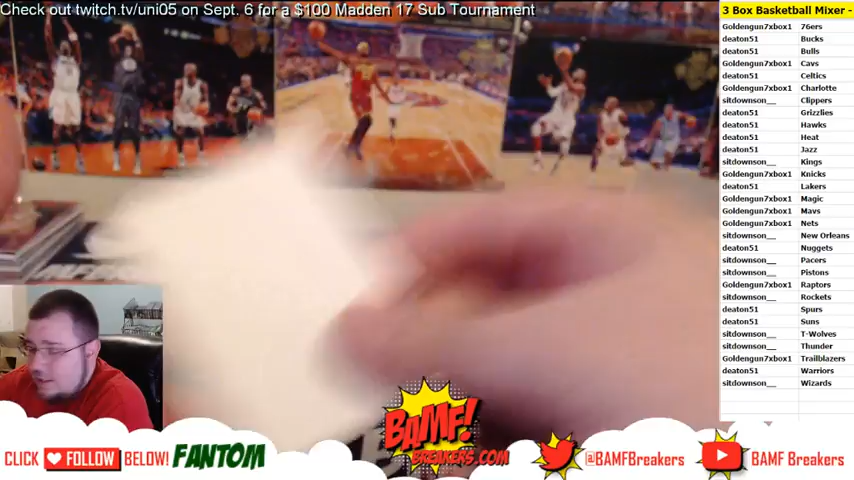 Check out twitch.tv/uni05 on Sept. 6 for a $100 Madden 17 Sub Tournament
3 Box Basketball Mixer -
Goldengun7xbox1 76ers
deaton51 Bucks
deaton51 Bulls
Goldengun7xbox1 Cavs
deaton51 Celtics
Goldengun7xbox1 Charlotte
sitdownson__ Clippers
deaton51 Grizzlies
deaton51 Hawks
deaton51 Heat
deaton51 Jazz
sitdownson__ Kings
Goldengun7xbox1 Knicks
deaton51 Lakers
Goldengun7xbox1 Magic
Goldengun7xbox1 Mavs
Goldengun7xbox1 Nets
sitdownson__ New Orleans
deaton51 Nuggets
sitdownson__ Pacers
sitdownson__ Pistons
Goldengun7xbox1 Raptors
sitdownson__ Rockets
deaton51 Spurs
deaton51 Suns
sitdownson__ T-Wolves
sitdownson__ Thunder
Goldengun7xbox1 Trailblazers
deaton51 Warriors
sitdownson__ Wizards
CLICK FOLLOW BELOW! FANTOM
BAMF!
BREAKERS.COM
@BAMFBreakers
BAMF Breakers